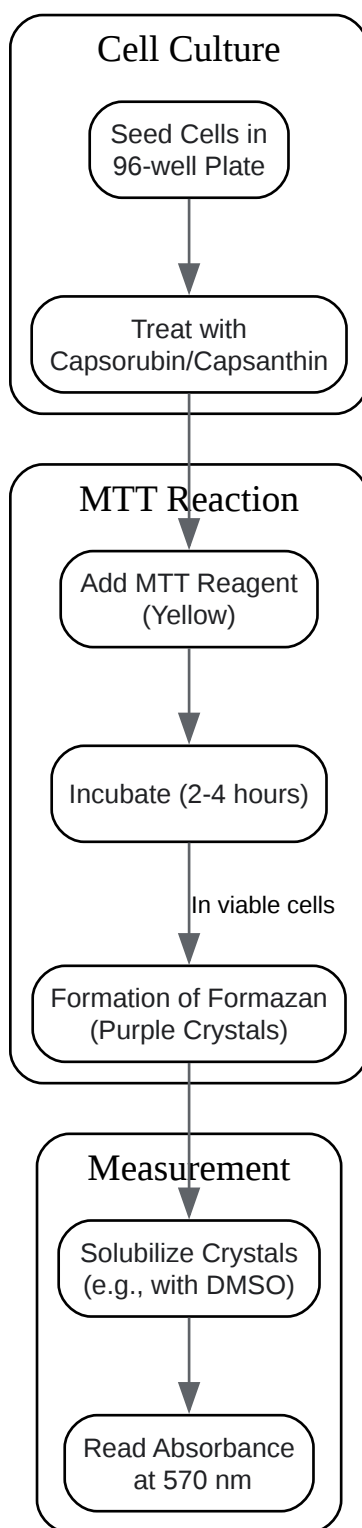 Cell Culture
Seed Cells in
96-well Plate
Treat with
Capsorubin/Capsanthin
MTT Reaction
Add MTT Reagent
(Yellow)
Incubate (2-4 hours)
In viable cells
Formation of Formazan
(Purple Crystals)
Measurement
Solubilize Crystals
(e.g., with DMSO)
Read Absorbance
at 570 nm